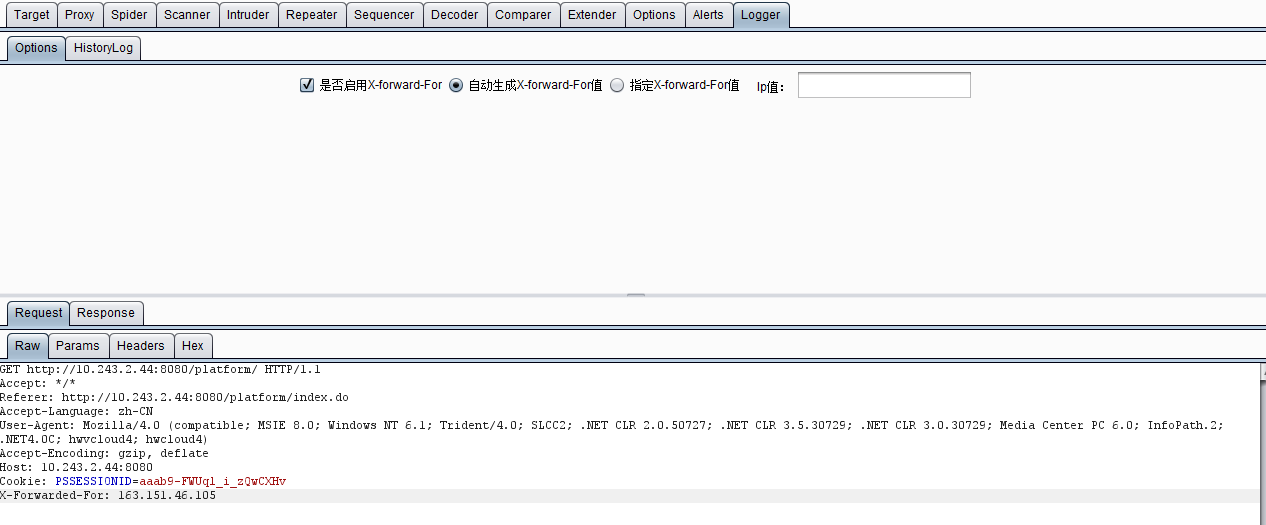 Target Proxy Spider Scanner Intruder Repeater Sequencer Decoder Comparer Extender Options Alerts Logger
Options HistoryLog
是否启用X-forward-For 自动生成X-forward-For值 指定X-forward-For值 Ip值：
Request Response
Raw Params Headers Hex
GET http://10.243.2.44:8080/platform/ HTTP/1.1
Accept: */*
Referer: http://10.243.2.44:8080/platform/index.do
Accept-Language: zh-CN
User-Agent: Mozilla/4.0 (compatible; MSIE 8.0; Windows NT 6.1; Trident/4.0; SLCC2; .NET CLR 2.0.50727; .NET CLR 3.5.30729; .NET CLR 3.0.30729; Media Center PC 6.0; InfoPath.2;
.NET4.0C; hwvcloud4; hwcloud4)
Accept-Encoding: gzip, deflate
Host: 10.243.2.44:8080
Cookie: PSSESSIONID=aaab9-FWUql_i_zQwCXHv
X-Forwarded-For: 163.151.46.105